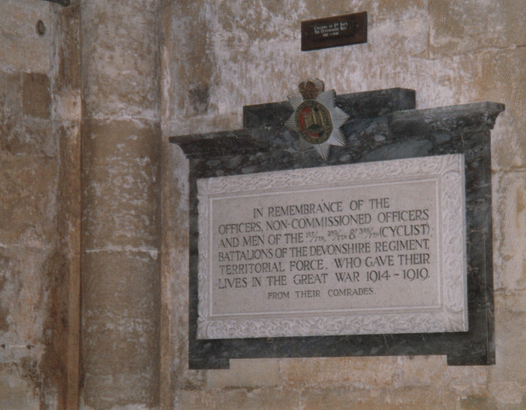 IN REMEMBRANCE OF THE
OFFICERS, NON-COMMISSIONED OFFICERS
AND MEN OF THE 1ST/7TH, 2ND/7TH & 3RD/7TH (CYCLIST)
BATTALIONS OF THE DEVONSHIRE REGIMENT,
TERRITORIAL FORCE, WHO GAVE THEIR
LIVES IN THE GREAT WAR 1914-1919.
FROM THEIR COMRADES.